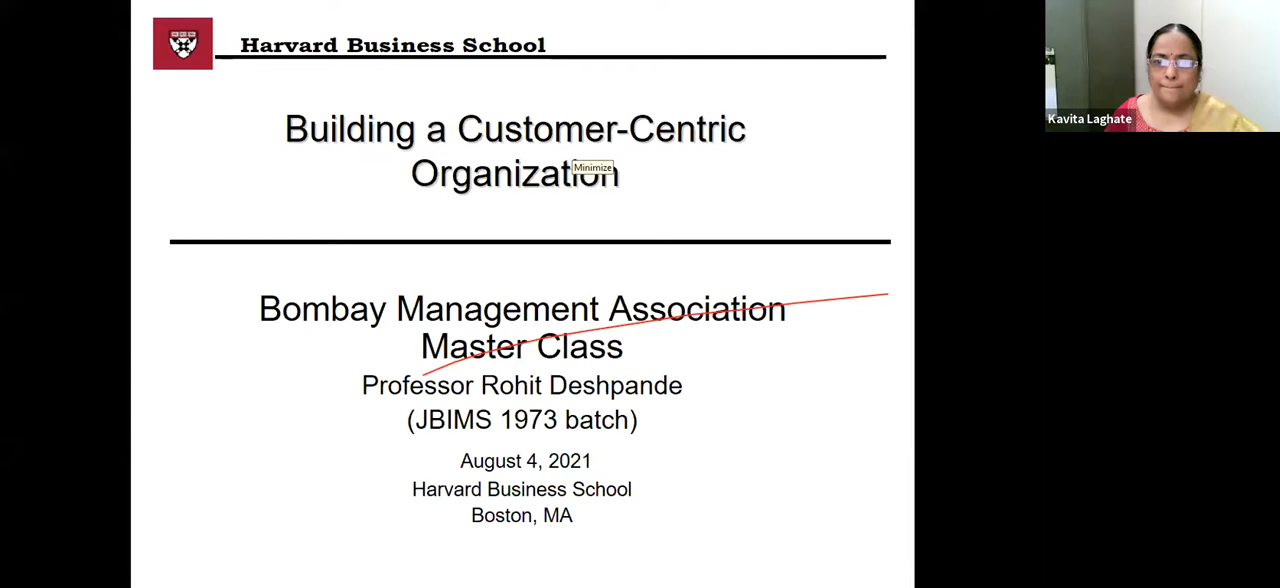 Harvard Business School
Building a Customer-Centric
Organization
Minimize
Bombay Management Association
Master Class
Professor Rohit Deshpande
(JBIMS 1973 batch)
August 4, 2021
Harvard Business School
Boston, MA
Kavita Laghate